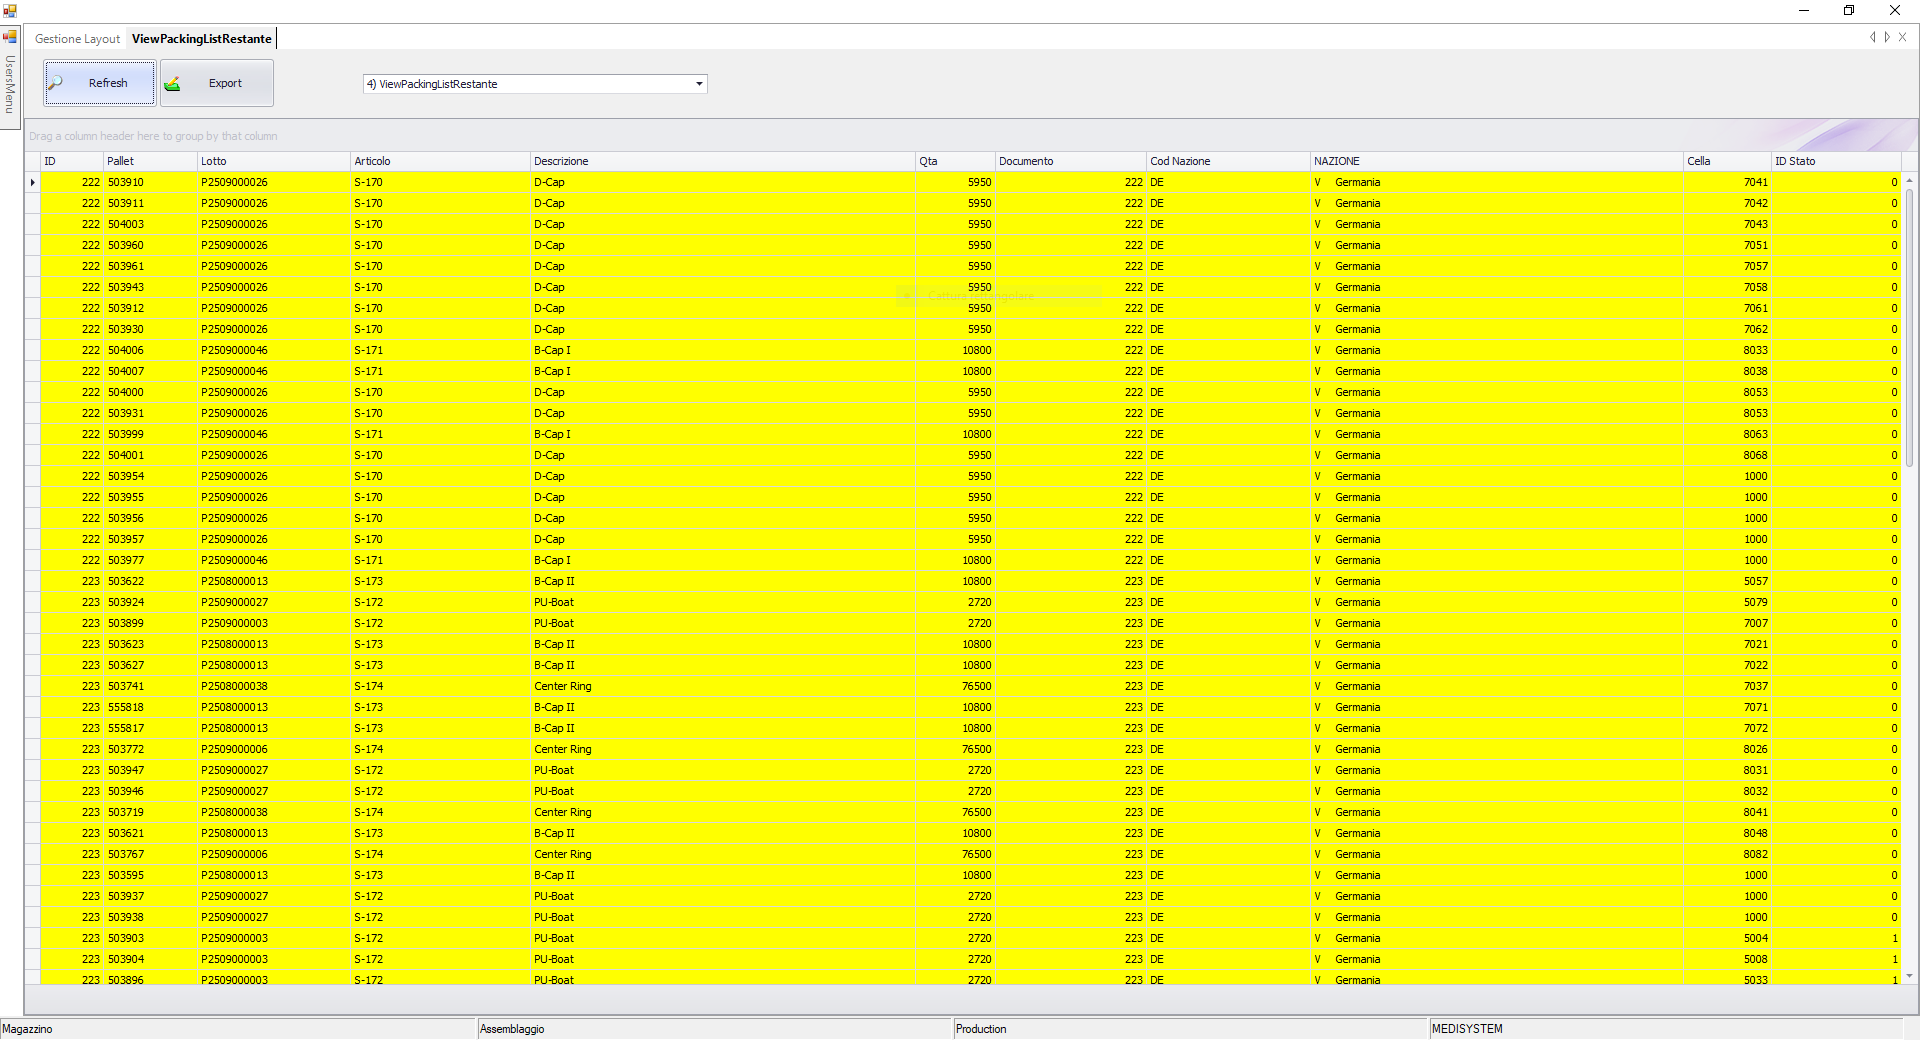 Gestione Layout ViewPackingListRestante
UsersMenu
Refresh Export 4) ViewPackingListRestante
Drag a column header here to group by that column
ID Pallet Lotto Articolo Descrizione Qta Documento Cod Nazione NAZIONE Cella ID Stato
222 503910 P2509000026 S-170 D-Cap 5950 222 DE V Germania 7041 0
222 503911 P2509000026 S-170 D-Cap 5950 222 DE V Germania 7042 0
222 504003 P2509000026 S-170 D-Cap 5950 222 DE V Germania 7043 0
222 503960 P2509000026 S-170 D-Cap 5950 222 DE V Germania 7051 0
222 503961 P2509000026 S-170 D-Cap 5950 222 DE V Germania 7057 0
222 503943 P2509000026 S-170 D-Cap 5950 222 DE V Germania 7058 0
Cattura rettangolare
222 503912 P2509000026 S-170 D-Cap 5950 222 DE V Germania 7061 0
222 503930 P2509000026 S-170 D-Cap 5950 222 DE V Germania 7062 0
222 504006 P2509000046 S-171 B-Cap I 10800 222 DE V Germania 8033 0
222 504007 P2509000046 S-171 B-Cap I 10800 222 DE V Germania 8038 0
222 504000 P2509000026 S-170 D-Cap 5950 222 DE V Germania 8053 0
222 503931 P2509000026 S-170 D-Cap 5950 222 DE V Germania 8053 0
222 503999 P2509000046 S-171 B-Cap I 10800 222 DE V Germania 8063 0
222 504001 P2509000026 S-170 D-Cap 5950 222 DE V Germania 8068 0
222 503954 P2509000026 S-170 D-Cap 5950 222 DE V Germania 1000 0
222 503955 P2509000026 S-170 D-Cap 5950 222 DE V Germania 1000 0
222 503956 P2509000026 S-170 D-Cap 5950 222 DE V Germania 1000 0
222 503957 P2509000026 S-170 D-Cap 5950 222 DE V Germania 1000 0
222 503977 P2509000046 S-171 B-Cap I 10800 222 DE V Germania 1000 0
223 503622 P2508000013 S-173 B-Cap II 10800 223 DE V Germania 5057 0
223 503924 P2509000027 S-172 PU-Boat 2720 223 DE V Germania 5079 0
223 503899 P2509000003 S-172 PU-Boat 2720 223 DE V Germania 7007 0
223 503623 P2508000013 S-173 B-Cap II 10800 223 DE V Germania 7021 0
223 503627 P2508000013 S-173 B-Cap II 10800 223 DE V Germania 7022 0
223 503741 P2508000038 S-174 Center Ring 76500 223 DE V Germania 7037 0
223 555818 P2508000013 S-173 B-Cap II 10800 223 DE V Germania 7071 0
223 555817 P2508000013 S-173 B-Cap II 10800 223 DE V Germania 7072 0
223 503772 P2509000006 S-174 Center Ring 76500 223 DE V Germania 8026 0
223 503947 P2509000027 S-172 PU-Boat 2720 223 DE V Germania 8031 0
223 503946 P2509000027 S-172 PU-Boat 2720 223 DE V Germania 8032 0
223 503719 P2508000038 S-174 Center Ring 76500 223 DE V Germania 8041 0
223 503621 P2508000013 S-173 B-Cap II 10800 223 DE V Germania 8048 0
223 503767 P2509000006 S-174 Center Ring 76500 223 DE V Germania 8082 0
223 503595 P2508000013 S-173 B-Cap II 10800 223 DE V Germania 1000 0
223 503937 P2509000027 S-172 PU-Boat 2720 223 DE V Germania 1000 0
223 503938 P2509000027 S-172 PU-Boat 2720 223 DE V Germania 1000 0
223 503903 P2509000003 S-172 PU-Boat 2720 223 DE V Germania 5004 1
223 503904 P2509000003 S-172 PU-Boat 2720 223 DE V Germania 5008 1
223 503896 P2509000003 S-172 PU-Boat 2720 223 DE V Germania 5033 1
Magazzino Assemblaggio Production MEDISYSTEM